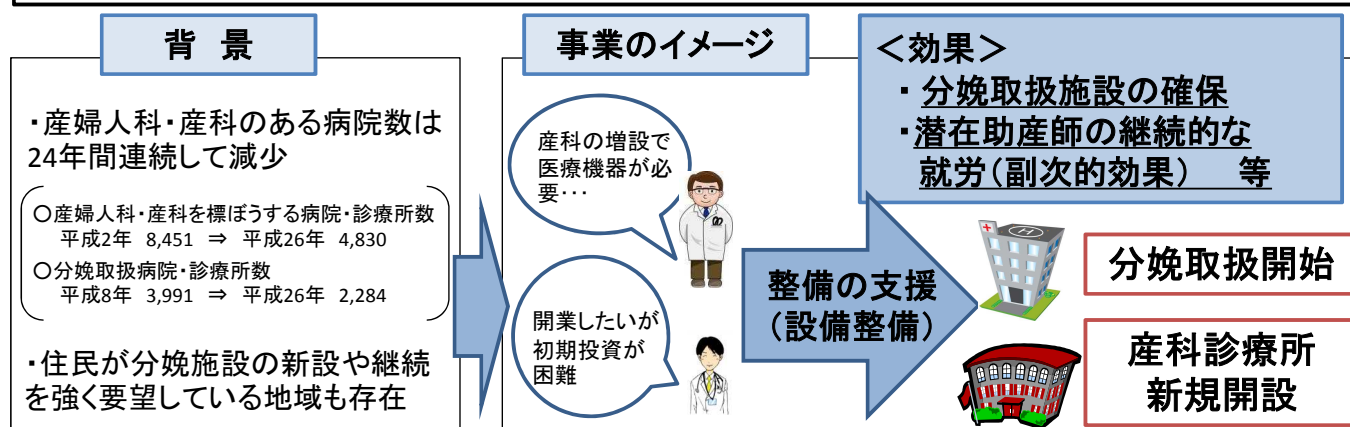 背 景
・産婦人科・産科のある病院数は
24年間連続して減少
○産婦人科・産科を標ぼうする病院・診療所数
平成2年 8,451 ⇒ 平成26年 4,830
○分娩取扱病院・診療所数
平成8年 3,991 ⇒ 平成26年 2,284
・住民が分娩施設の新設や継続
を強く要望している地域も存在
事業のイメージ
産科の増設で
医療機器が必
要･･･
開業したいが
初期投資が
困難
整備の支援
（設備整備）
＜効果＞
・分娩取扱施設の確保
・潜在助産師の継続的な
就労（副次的効果） 等
H
分娩取扱開始
産科診療所
新規開設